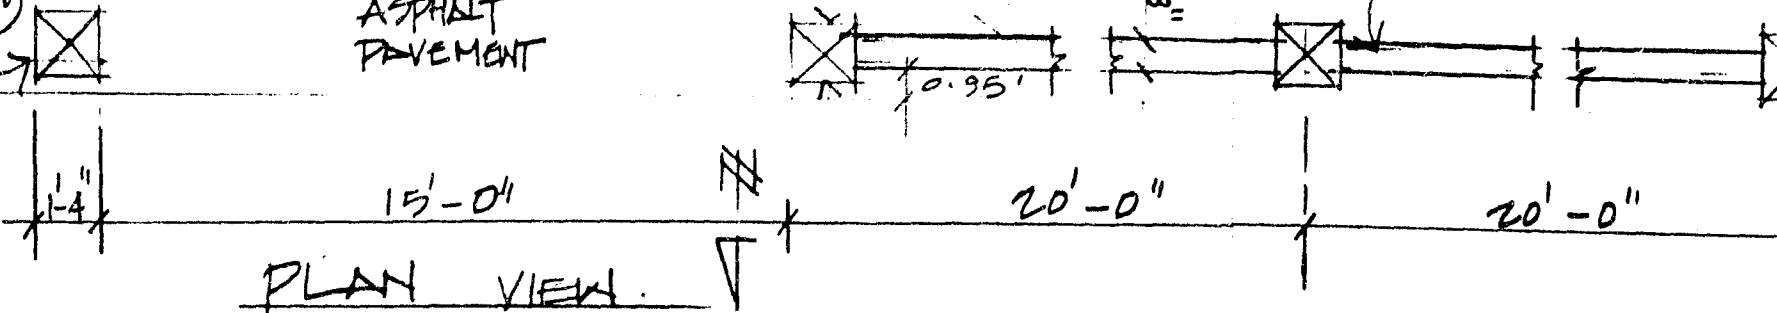 ASPHALT
PAVEMENT
0.95'
1'-4"
15'-0"
N
20'-0"
20'-0"
PLAN VIEW.